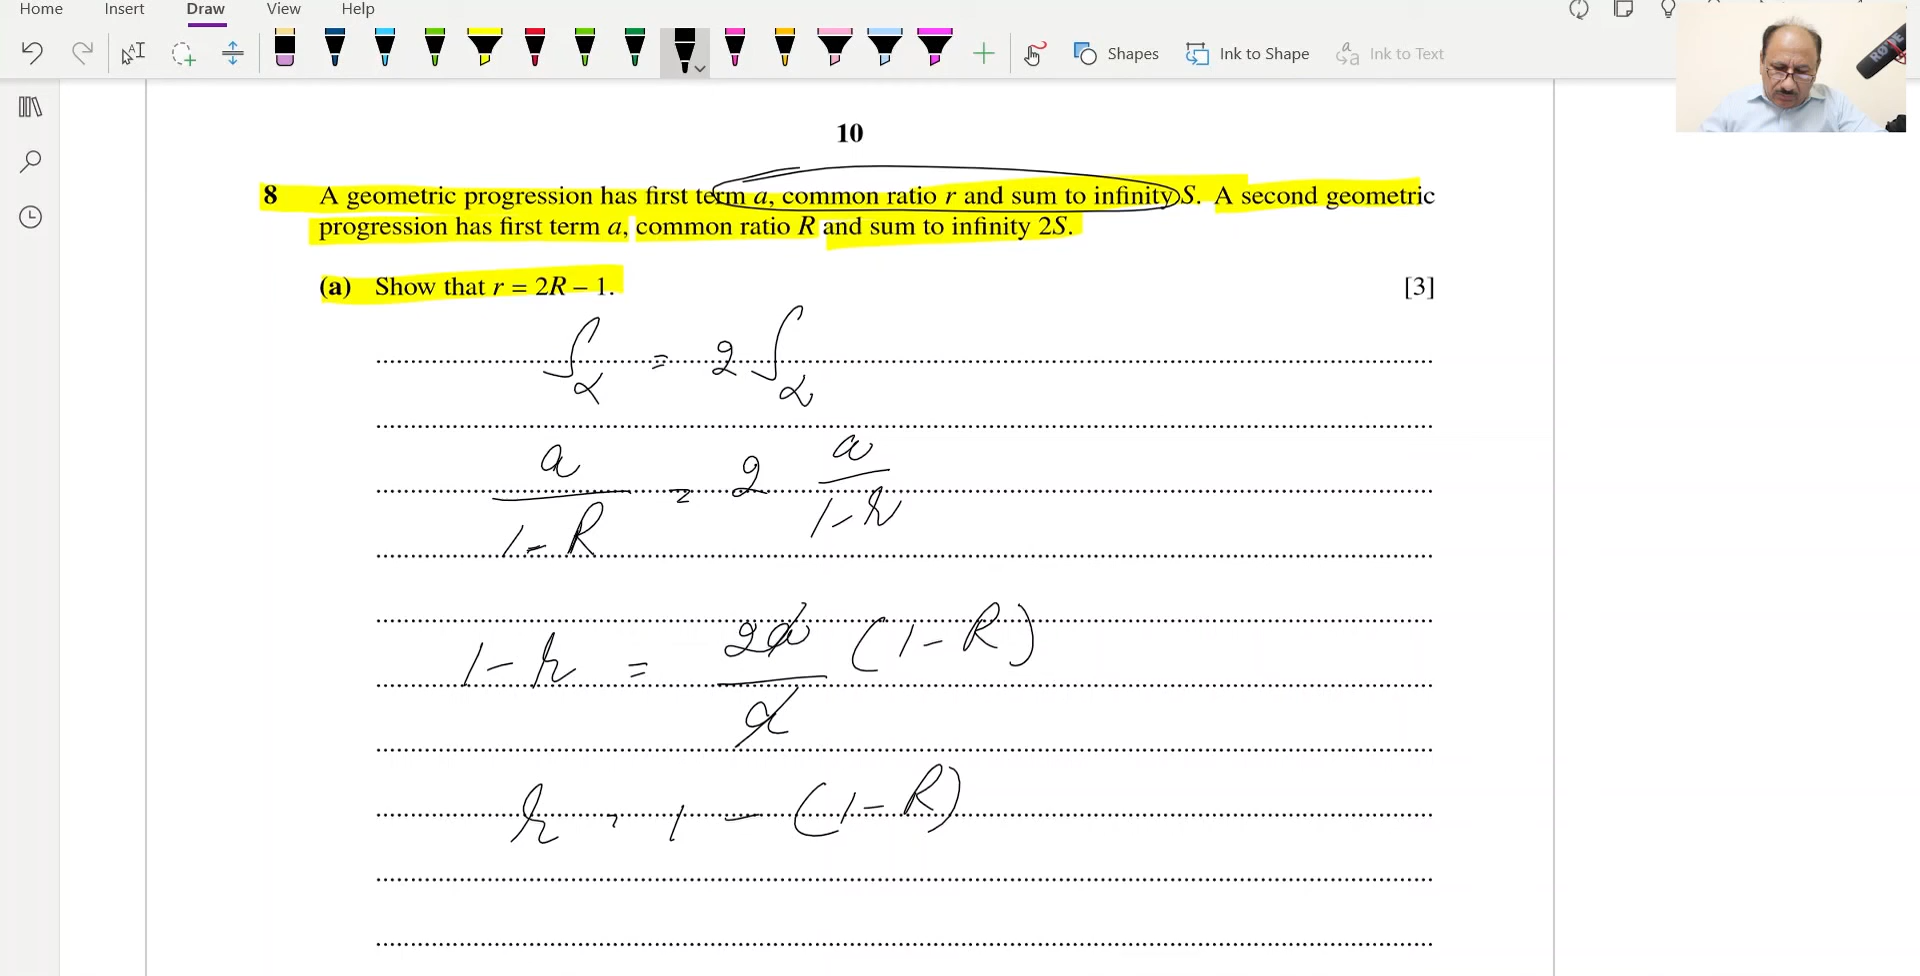 Home Insert Draw View Help
Shapes Ink to Shape Ink to Text
RØDE
10
8 A geometric progression has first term a, common ratio r and sum to infinity S. A second geometric
progression has first term a, common ratio R and sum to infinity 2S.
(a) Show that r = 2R – 1. [3]
S∝ = 2 S∝
a/(1-R) = 2 a/(1-r)
1-r = 2a/a (1-R)
r = 1 - (1-R)